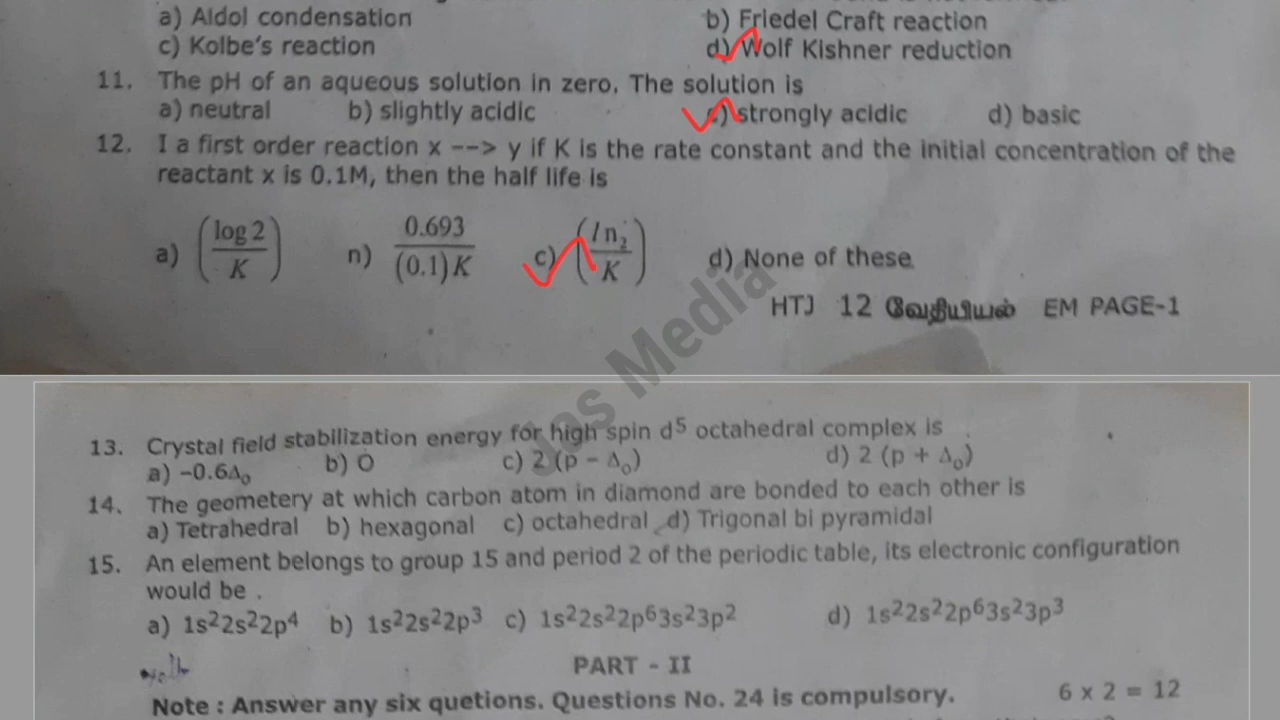 a) Aldol condensation b) Friedel Craft reaction
c) Kolbe's reaction d) Wolf Kishner reduction
11. The pH of an aqueous solution in zero. The solution is
a) neutral b) slightly acidic c) strongly acidic d) basic
12. I a first order reaction x --> y if K is the rate constant and the initial concentration of the
reactant x is 0.1M, then the half life is
a) (log 2 / K) n) 0.693 / (0.1) K c) (l n₂ / K) d) None of these
HTJ 12 வேதியியல் EM PAGE-1
Jas Media
13. Crystal field stabilization energy for high spin d⁵ octahedral complex is
a) –0.6Δ₀ b) O c) 2 (p – Δ₀) d) 2 (p + Δ₀)
14. The geometery at which carbon atom in diamond are bonded to each other is
a) Tetrahedral b) hexagonal c) octahedral d) Trigonal bi pyramidal
15. An element belongs to group 15 and period 2 of the periodic table, its electronic configuration
would be .
a) 1s²2s²2p⁴ b) 1s²2s²2p³ c) 1s²2s²2p⁶3s²3p² d) 1s²2s²2p⁶3s²3p³
PART - II
Note : Answer any six quetions. Questions No. 24 is compulsory. 6 x 2 = 12